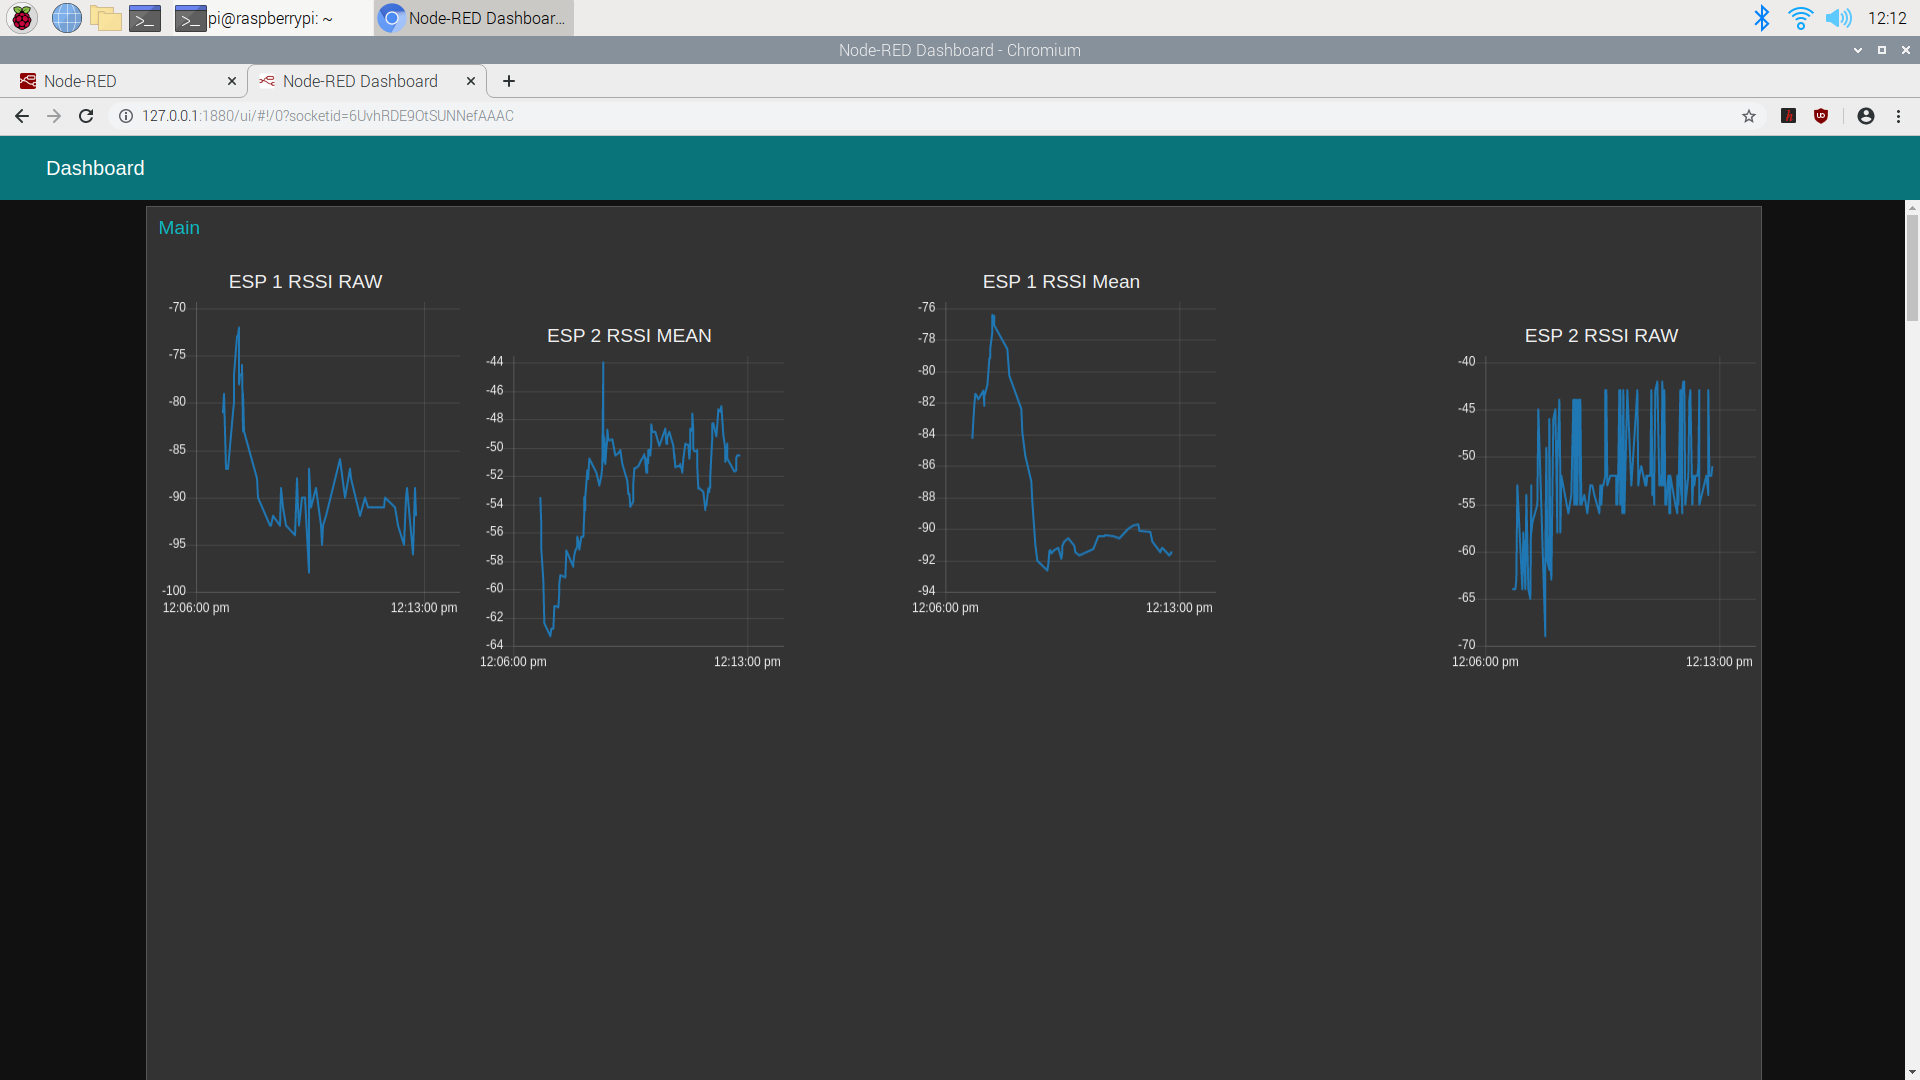 pi@raspberrypi: ~
Node-RED Dashboar...
12:12
Node-RED Dashboard - Chromium
Node-RED
Node-RED Dashboard
127.0.0.1:1880/ui/#!/0?socketid=6UvhRDE9OtSUNNefAAAC
Dashboard
Main
ESP 1 RSSI RAW
-70
-75
-80
-85
-90
-95
-100
12:06:00 pm
12:13:00 pm
ESP 2 RSSI MEAN
-44
-46
-48
-50
-52
-54
-56
-58
-60
-62
-64
12:06:00 pm
12:13:00 pm
ESP 1 RSSI Mean
-76
-78
-80
-82
-84
-86
-88
-90
-92
-94
12:06:00 pm
12:13:00 pm
ESP 2 RSSI RAW
-40
-45
-50
-55
-60
-65
-70
12:06:00 pm
12:13:00 pm